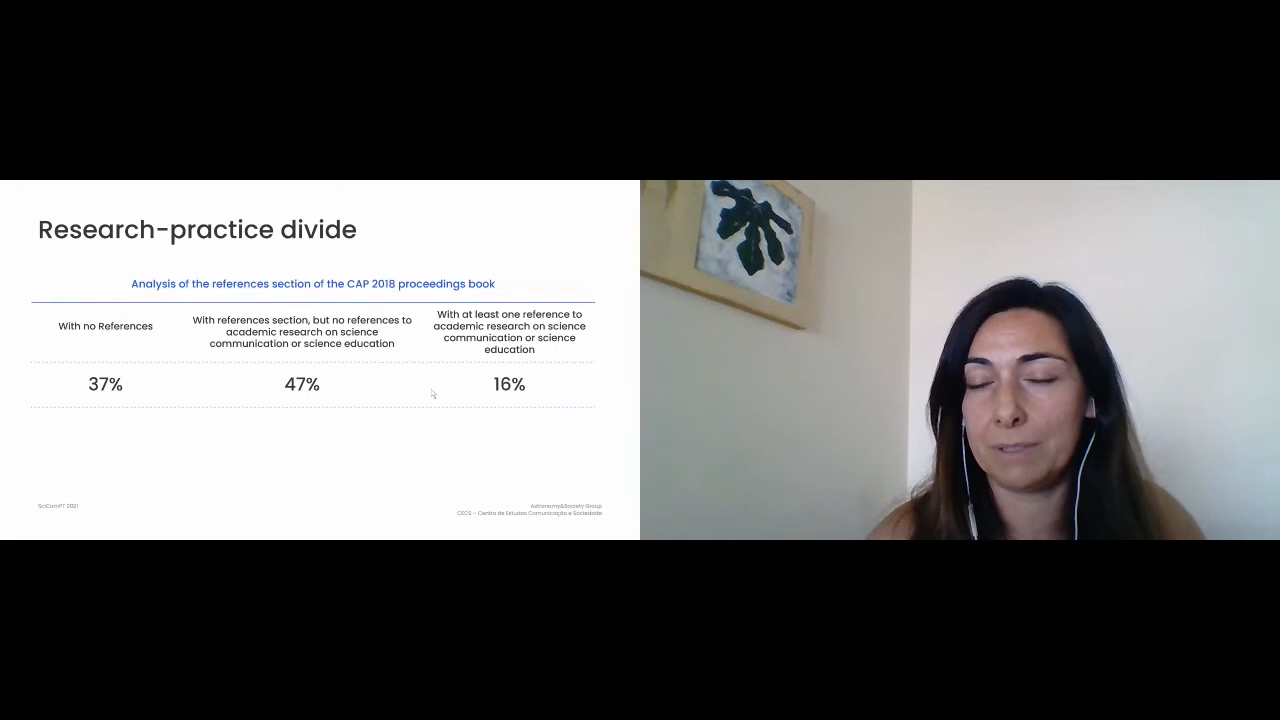 Research-practice divide
Analysis of the references section of the CAP 2018 proceedings book
With no References
With references section, but no references to
academic research on science
communication or science education
With at least one reference to
academic research on science
communication or science
education
37%
47%
16%
SciComPT 2021
Astronomy&Society Group
CECS – Centro de Estudos Comunicação e Sociedade